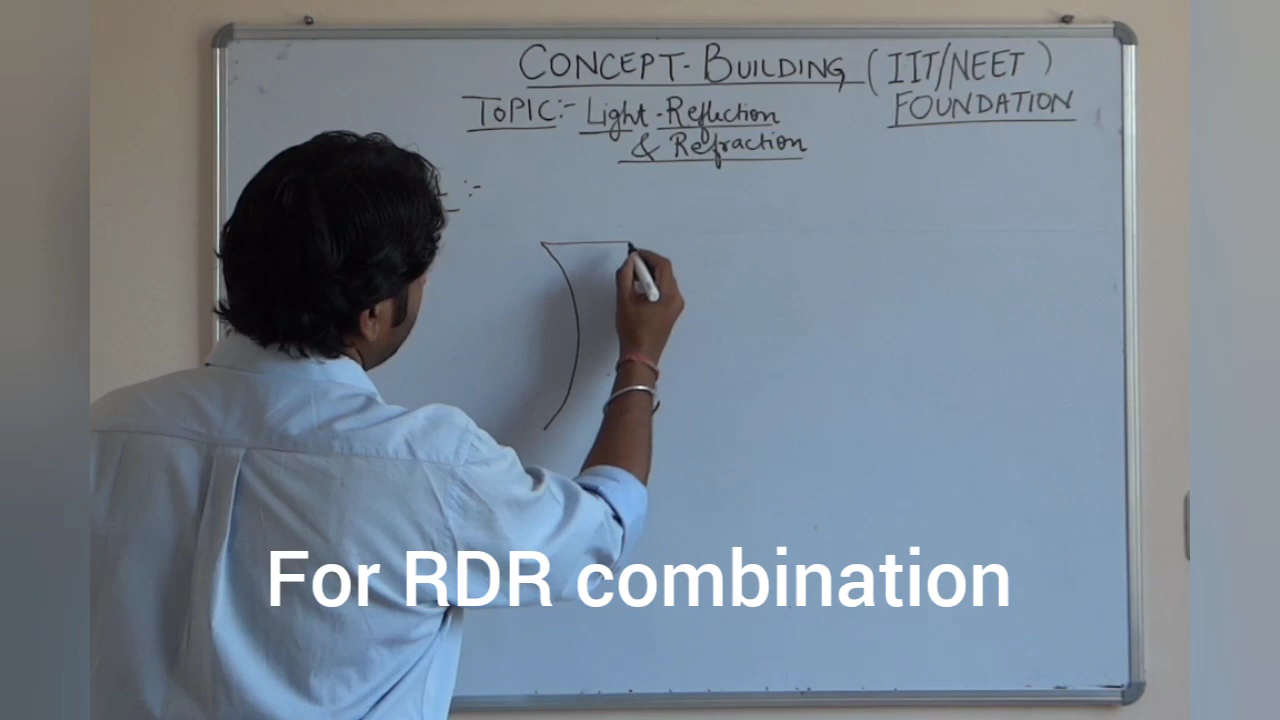 CONCEPT-BUILDING (IIT/NEET)
FOUNDATION
TOPIC:- Light-Reflection
& Refraction
:-
For RDR combination